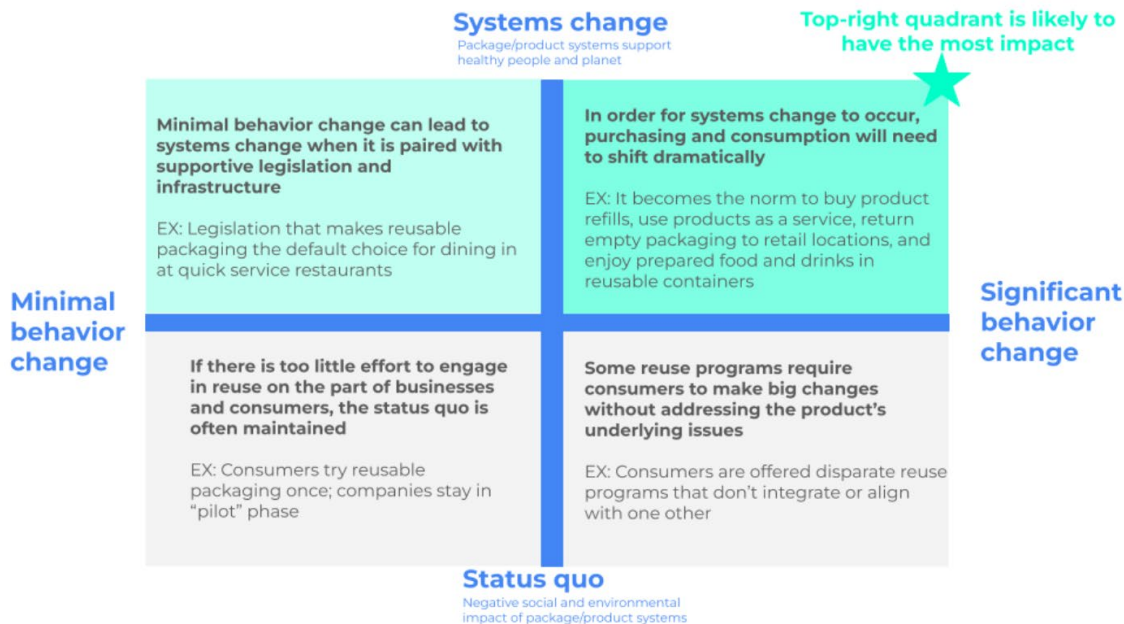 Systems change
Package/product systems support
healthy people and planet
Top-right quadrant is likely to
have the most impact
Minimal behavior change can lead to
systems change when it is paired with
supportive legislation and
infrastructure
EX: Legislation that makes reusable
packaging the default choice for dining in
at quick service restaurants
In order for systems change to occur,
purchasing and consumption will need
to shift dramatically
EX: It becomes the norm to buy product
refills, use products as a service, return
empty packaging to retail locations, and
enjoy prepared food and drinks in
reusable containers
Minimal
behavior
change
Significant
behavior
change
If there is too little effort to engage
in reuse on the part of businesses
and consumers, the status quo is
often maintained
EX: Consumers try reusable
packaging once; companies stay in
“pilot” phase
Some reuse programs require
consumers to make big changes
without addressing the product’s
underlying issues
EX: Consumers are offered disparate reuse
programs that don’t integrate or align
with one other
Status quo
Negative social and environmental
impact of package/product systems